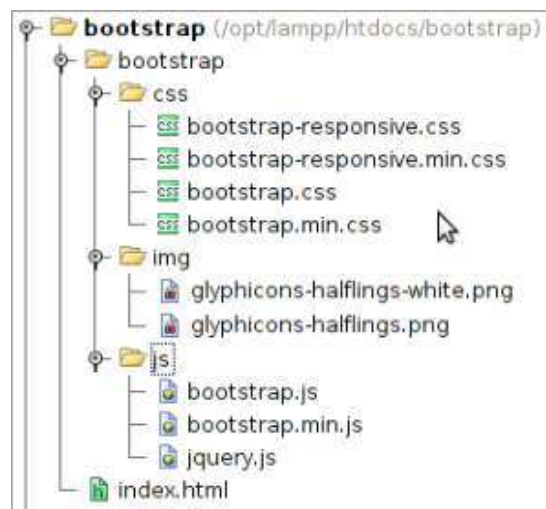 bootstrap (/opt/lampp/htdocs/bootstrap)
bootstrap
css
bootstrap-responsive.css
bootstrap-responsive.min.css
bootstrap.css
bootstrap.min.css
img
glyphicons-halflings-white.png
glyphicons-halflings.png
js
bootstrap.js
bootstrap.min.js
jquery.js
index.html